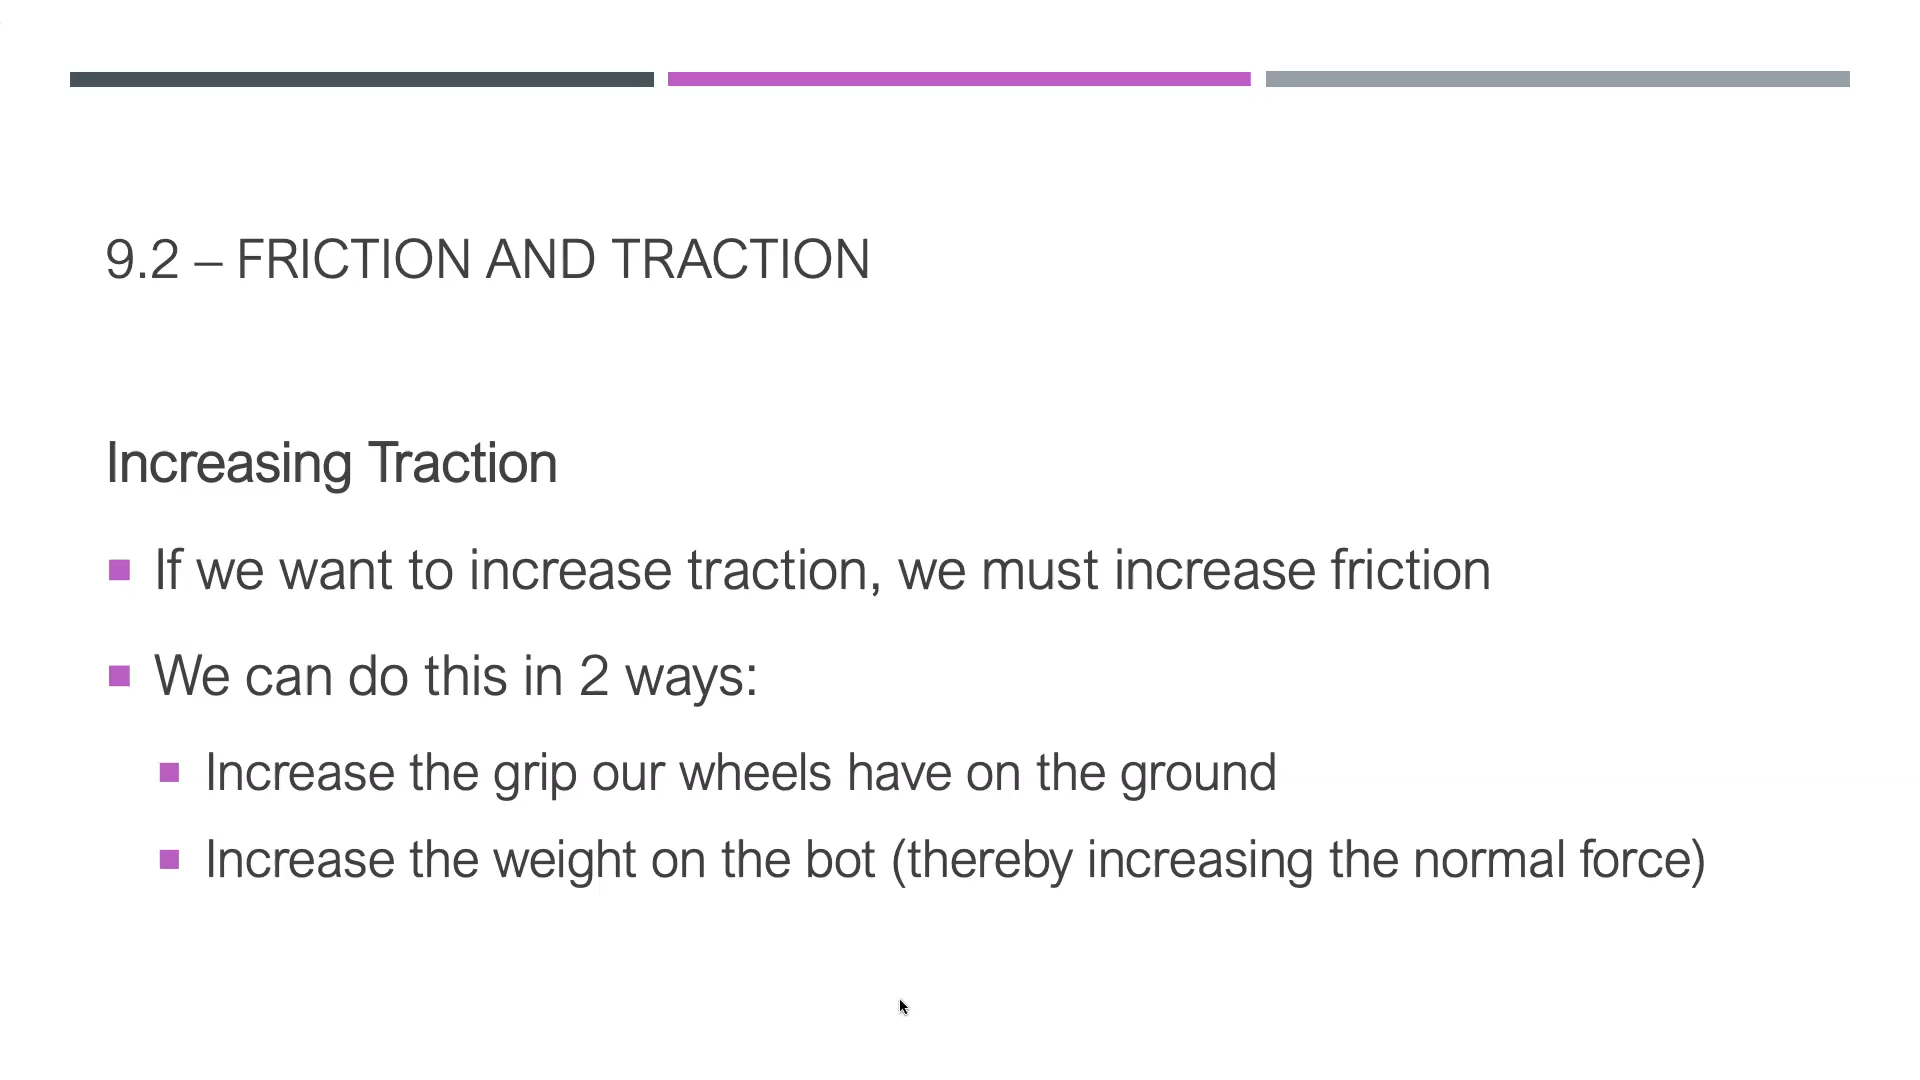 9.2 – FRICTION AND TRACTION
Increasing Traction
If we want to increase traction, we must increase friction
We can do this in 2 ways:
Increase the grip our wheels have on the ground
Increase the weight on the bot (thereby increasing the normal force)